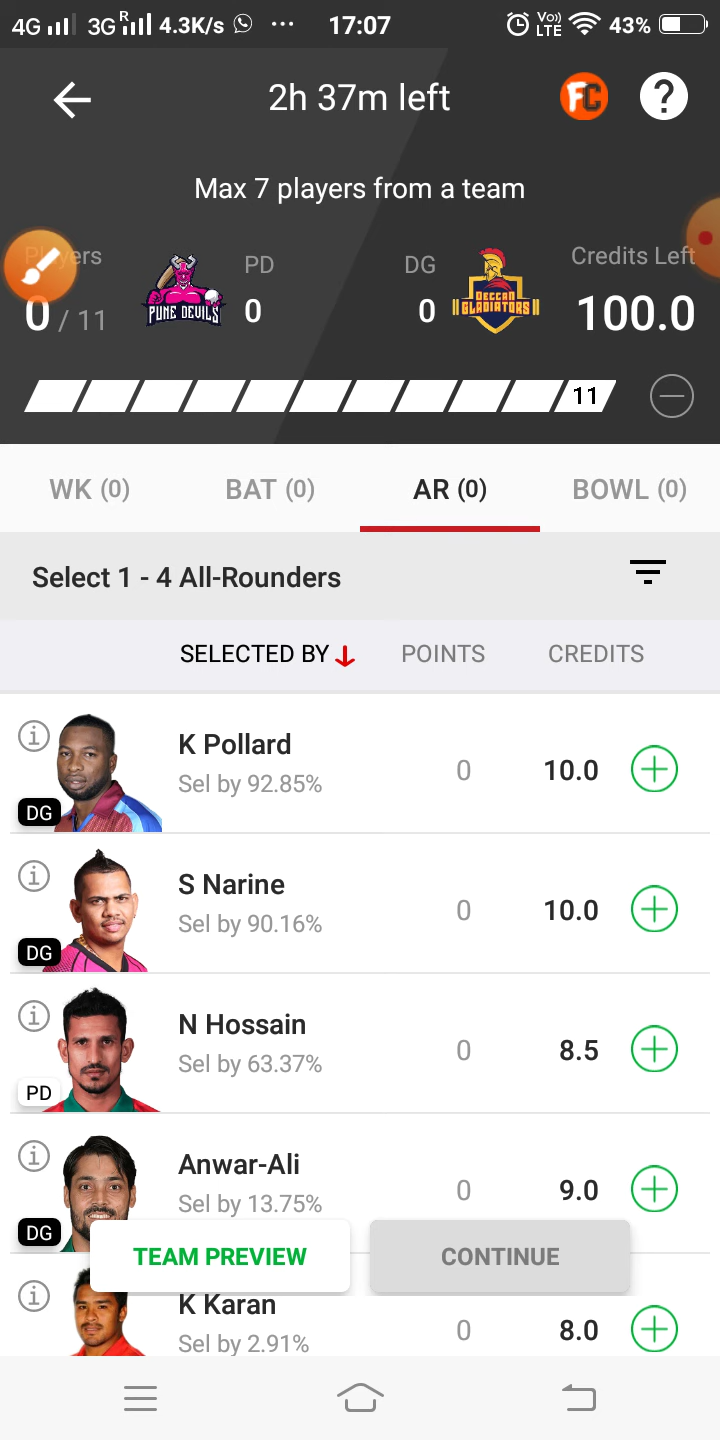 4G 3G R 4.3K/s ... 17:07 Vo)) LTE 43%
2h 37m left FC ?
Max 7 players from a team
Players PD DG Credits Left
PUNE DEVILS DECCAN GLADIATORS
0 / 11 0 0 100.0
11
WK (0) BAT (0) AR (0) BOWL (0)
Select 1 - 4 All-Rounders
SELECTED BY POINTS CREDITS
K Pollard
Sel by 92.85% 0 10.0
DG
S Narine
Sel by 90.16% 0 10.0
DG
N Hossain
Sel by 63.37% 0 8.5
PD
Anwar-Ali
Sel by 13.75% 0 9.0
DG
TEAM PREVIEW CONTINUE
K Karan
Sel by 2.91% 0 8.0